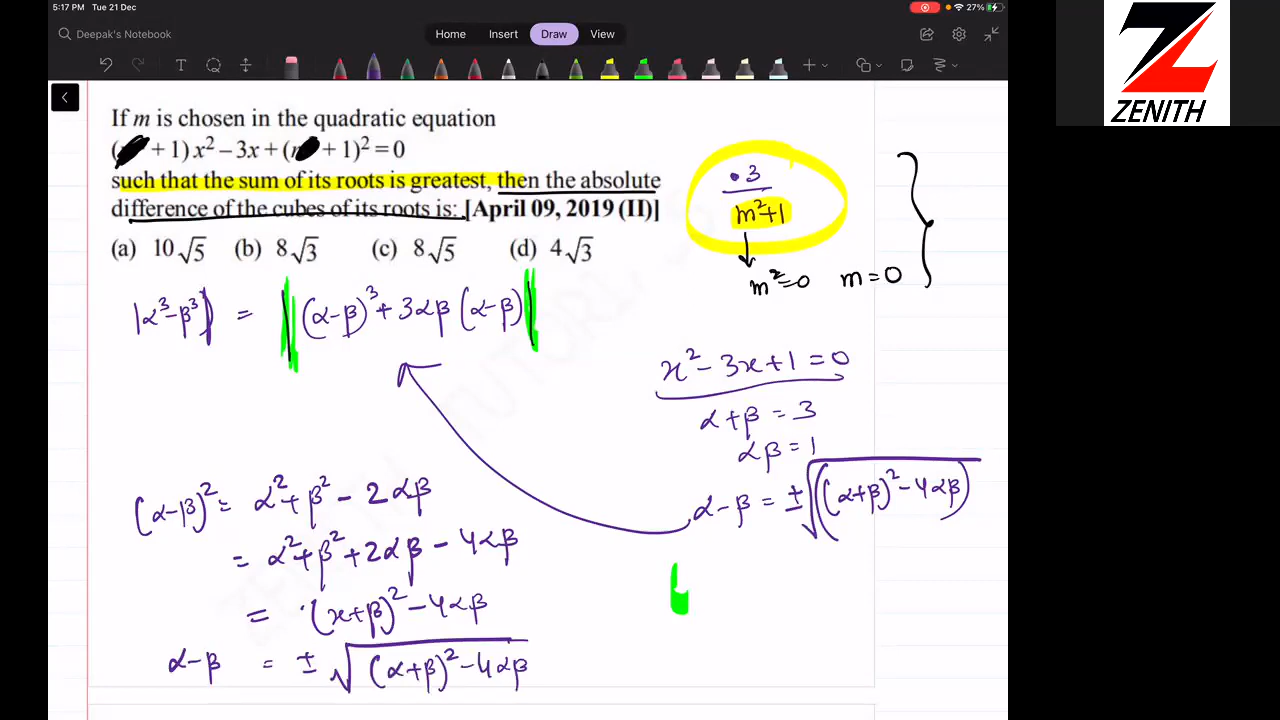 5:17 PM Tue 21 Dec
27%
Deepak's Notebook
Home Insert Draw View
ZENITH
If m is chosen in the quadratic equation
( + 1) x² – 3x + ( + 1)² = 0
such that the sum of its roots is greatest, then the absolute
difference of the cubes of its roots is: [April 09, 2019 (II)]
(a) 10√5 (b) 8√3 (c) 8√5 (d) 4√3
3
m²+1
m²=0 m=0
|α³-β³| = |(α-β)³+3αβ(α-β)|
x²-3x+1=0
α+β=3
αβ=1
α-β=±√((α+β)²-4αβ)
(α-β)²= α²+β²-2αβ
= α²+β²+2αβ-4αβ
= (x+β)²-4αβ
α-β = ±√(α+β)²-4αβ